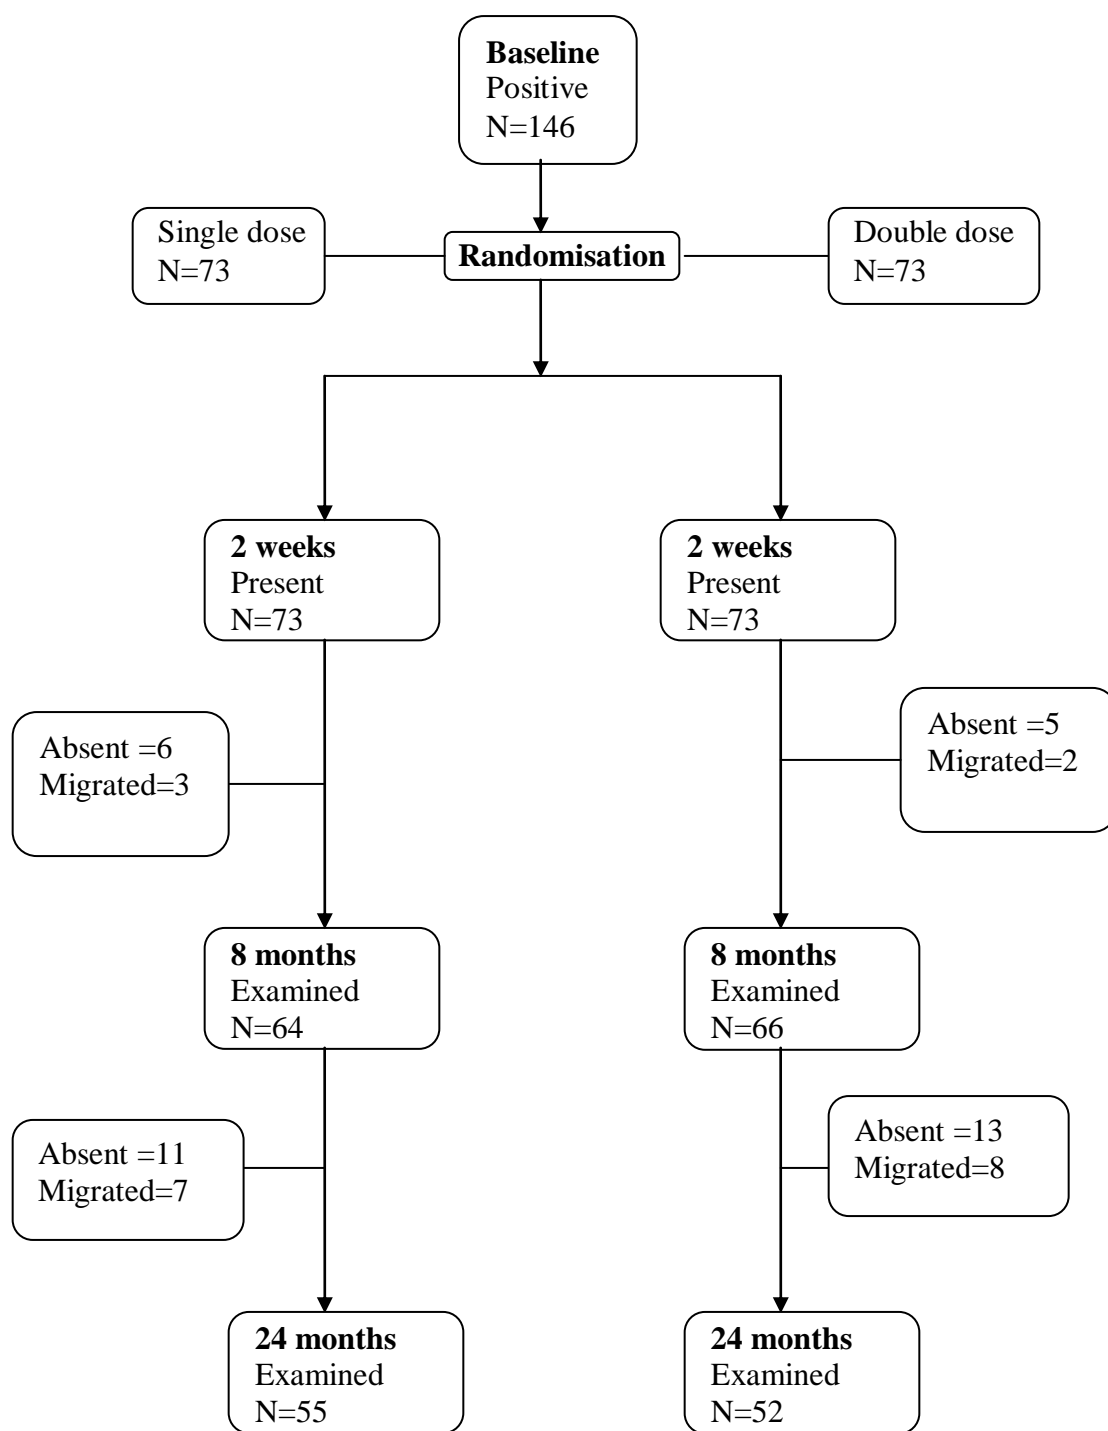 Baseline
Positive
N=146
Single dose
N=73
Randomisation
Double dose
N=73
2 weeks
Present
N=73
2 weeks
Present
N=73
Absent =6
Migrated=3
Absent =5
Migrated=2
8 months
Examined
N=64
8 months
Examined
N=66
Absent =11
Migrated=7
Absent =13
Migrated=8
24 months
Examined
N=55
24 months
Examined
N=52